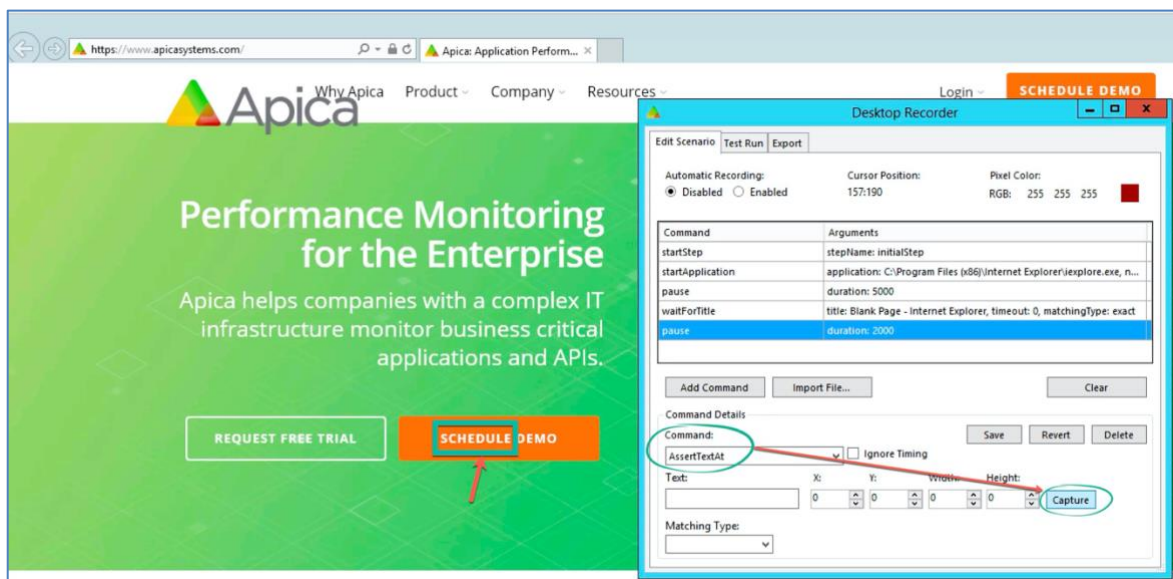 https://www.apicasystems.com/
Apica: Application Perform... ×
Apica
Why Apica Product Company Resources Login SCHEDULE DEMO
Performance Monitoring
for the Enterprise
Apica helps companies with a complex IT
infrastructure monitor business critical
applications and APIs.
REQUEST FREE TRIAL SCHEDULE DEMO
Desktop Recorder
Edit Scenario Test Run Export
Automatic Recording: Cursor Position: Pixel Color:
Disabled Enabled 157:190 RGB: 255 255 255
Command Arguments
startStep stepName: initialStep
startApplication application: C:\Program Files (x86)\Internet Explorer\iexplore.exe, n...
pause duration: 5000
waitForTitle title: Blank Page - Internet Explorer, timeout: 0, matchingType: exact
pause duration: 2000
Add Command Import File... Clear
Command Details
Command: Save Revert Delete
AssertTextAt Ignore Timing
Text: X: Y: Width: Height:
0 0 0 0 Capture
Matching Type: